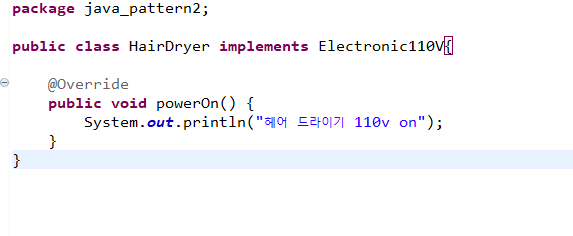 package java_pattern2;
public class HairDryer implements Electronic110V{
@Override
public void powerOn() {
System.out.println("헤어 드라이기 110v on");
}
}